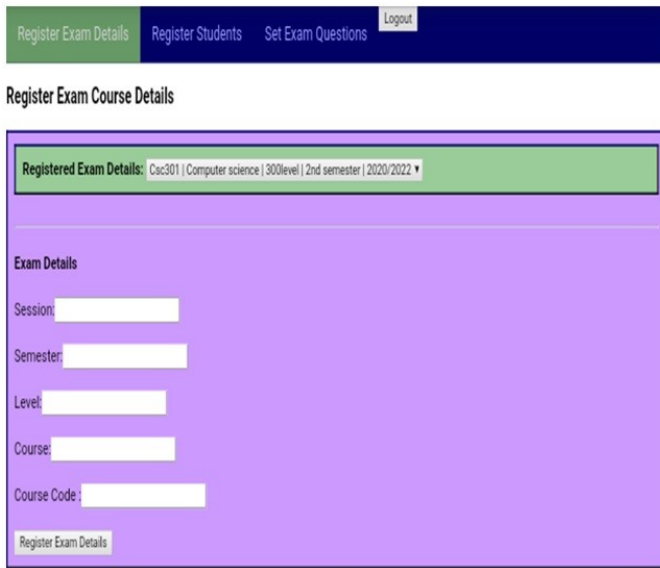 Register Exam Details Register Students Set Exam Questions Logout
Register Exam Course Details
Registered Exam Details: Csc301 | Computer science | 300level | 2nd semester | 2020/2022
Exam Details
Session:
Semester:
Level:
Course:
Course Code :
Register Exam Details